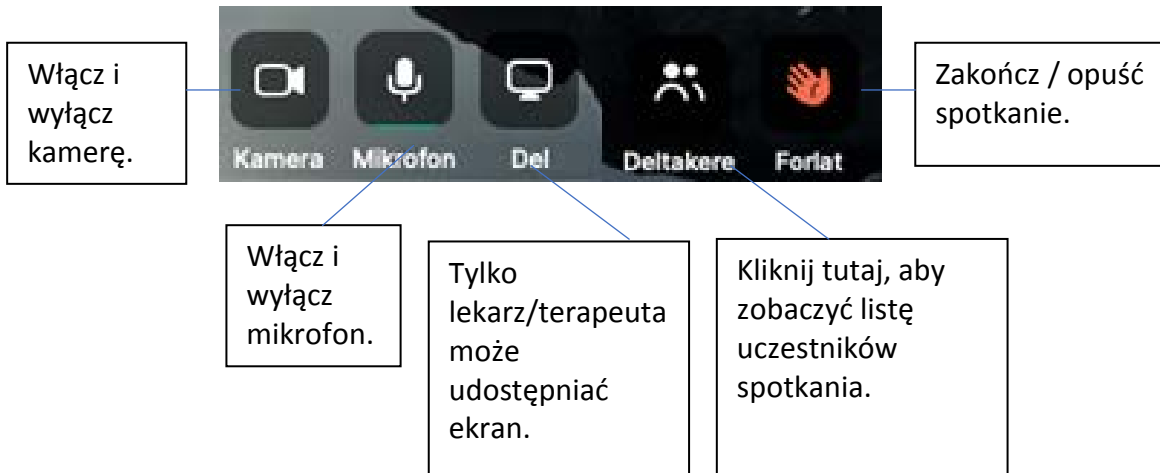 Włącz i
wyłącz
kamerę.
Kamera Mikrofon Del Deltakere Forlat
Zakończ / opuść
spotkanie.
Włącz i
wyłącz
mikrofon.
Tylko
lekarz/terapeuta
może
udostępniać
ekran.
Kliknij tutaj, aby
zobaczyć listę
uczestników
spotkania.